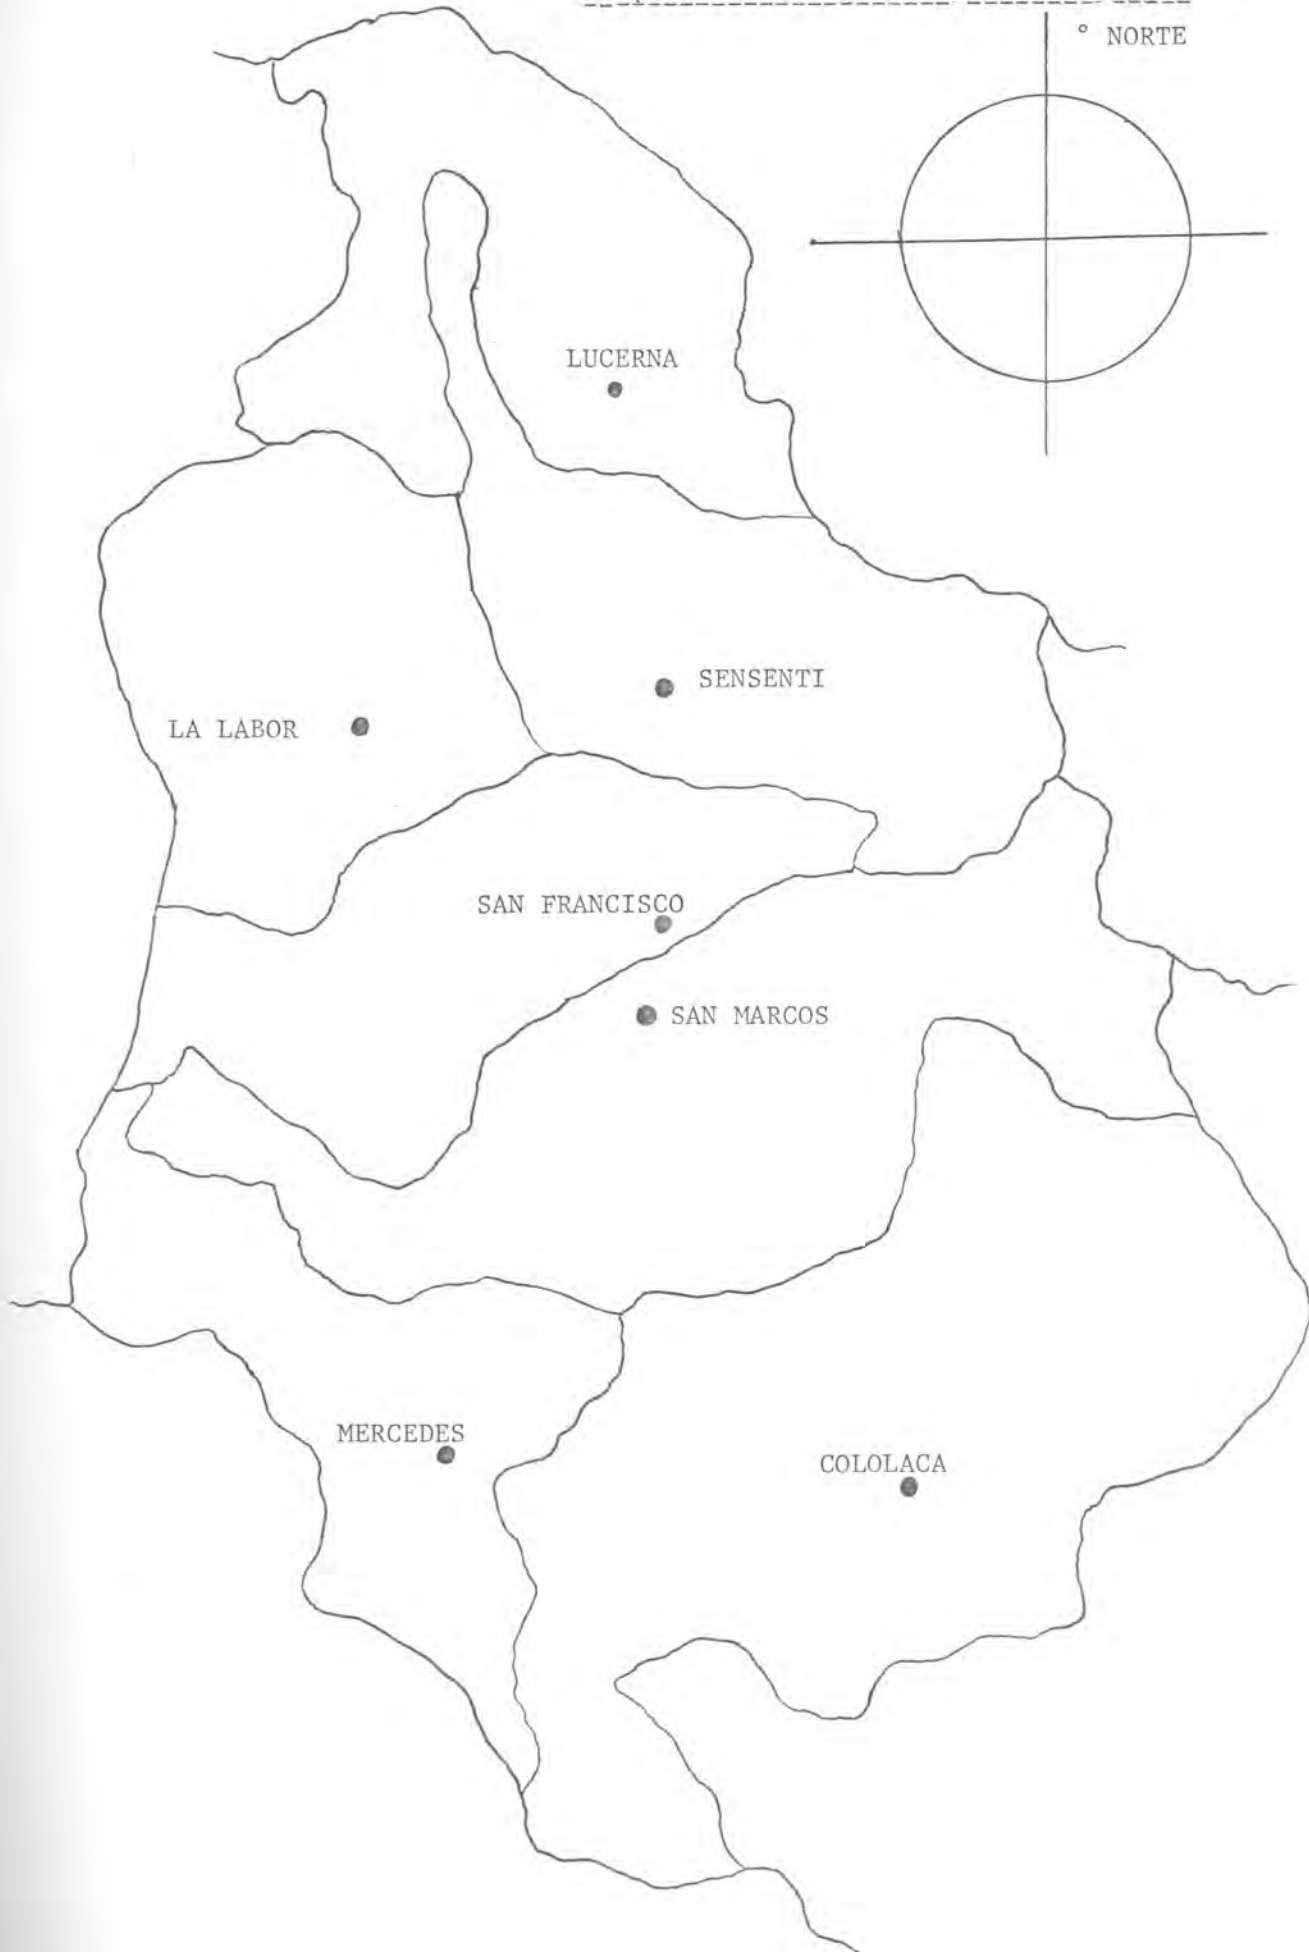 ° NORTE
LUCERNA
SENSENTI
LA LABOR
SAN FRANCISCO
SAN MARCOS
MERCEDES
COLOLACA